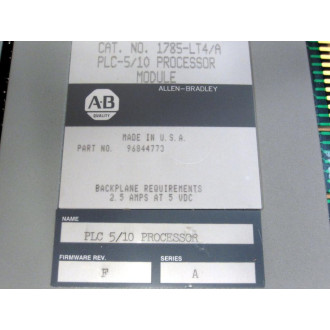 CAT. NO. 1785-LT4/A
PLC-5/10 PROCESSOR
MODULE
ALLEN-BRADLEY
A-B
QUALITY
MADE IN U.S.A.
PART NO. 96844773
BACKPLANE REQUIREMENTS
2.5 AMPS AT 5 VDC
NAME
PLC 5/10 PROCESSOR
FIRMWARE REV.
SERIES
F
A